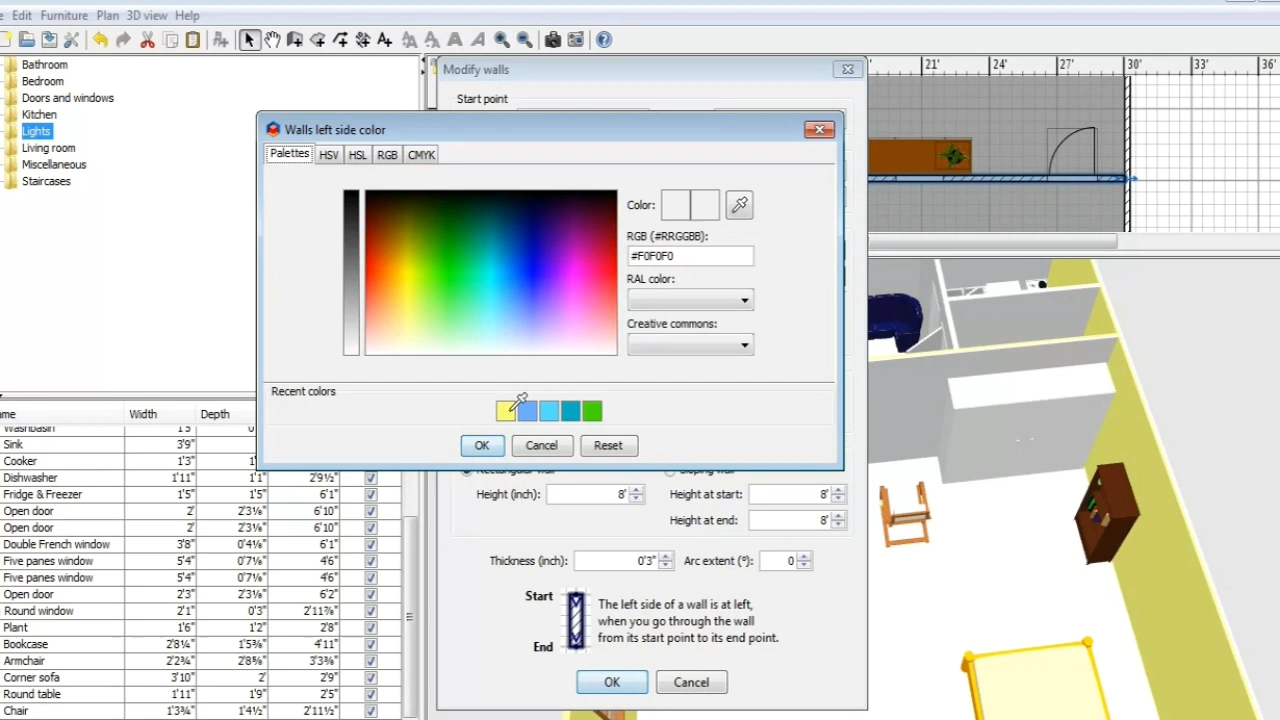 Edit Furniture Plan 3D view Help
Bathroom
Bedroom
Doors and windows
Kitchen
Lights
Living room
Miscellaneous
Staircases
Modify walls
Start point
21' 24' 27' 30' 33' 36'
Walls left side color
Palettes HSV HSL RGB CMYK
Color:
RGB (#RRGGBB):
#F0F0F0
RAL color:
Creative commons:
Recent colors
OK Cancel Reset
Width Depth
Washbasin 1'5"
Sink 3'9"
Cooker 1'3"
Dishwasher 1'11" 1'1" 2'9½"
Fridge & Freezer 1'5" 1'5" 6'1"
Open door 2' 2'3⅛" 6'10"
Open door 2' 2'3⅛" 6'10"
Double French window 3'8" 0'4⅛" 6'1"
Five panes window 5'4" 0'7⅛" 4'6"
Five panes window 5'4" 0'7⅛" 4'6"
Open door 2' 2'3⅛" 6'2"
Round window 2'1" 0'3" 2'11⅞"
Plant 1'6" 1'2" 2'8"
Bookcase 2'8¼" 1'5⅜" 4'11"
Armchair 2'2¾" 2'8⅝" 3'3⅜"
Corner sofa 3'10" 2' 2'9"
Round table 1'11" 1'9" 2'5"
Chair 1'3¾" 1'4½" 2'11½"
Rectangular wall Sloping wall
Height (inch): 8' Height at start: 8'
Height at end: 8'
Thickness (inch): 0'3" Arc extent (°): 0
Start
End
The left side of a wall is at left,
when you go through the wall
from its start point to its end point.
OK Cancel